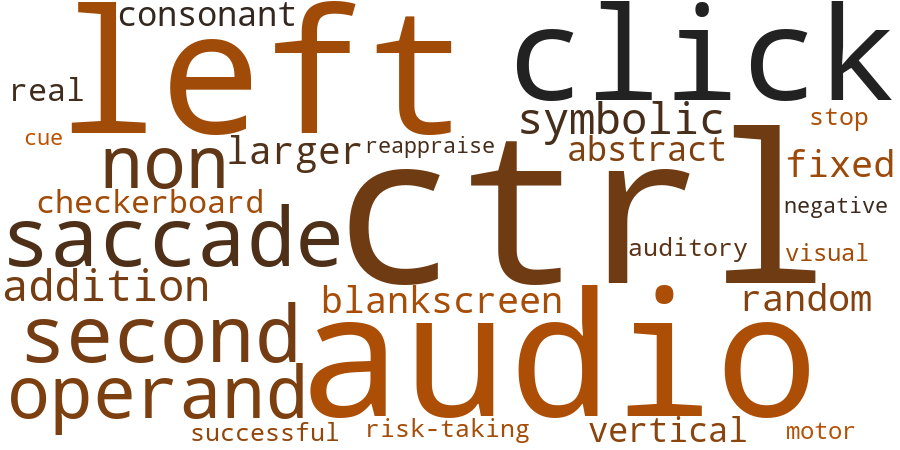 consonant
left
click
real
symbolic
stop
cue
non
larger
reappraise
abstract
fixed
ctrl
checkerboard
negative
saccade
auditory
visual
addition
blankscreen
random
second
audio
operand
successful
risk-taking
vertical
motor